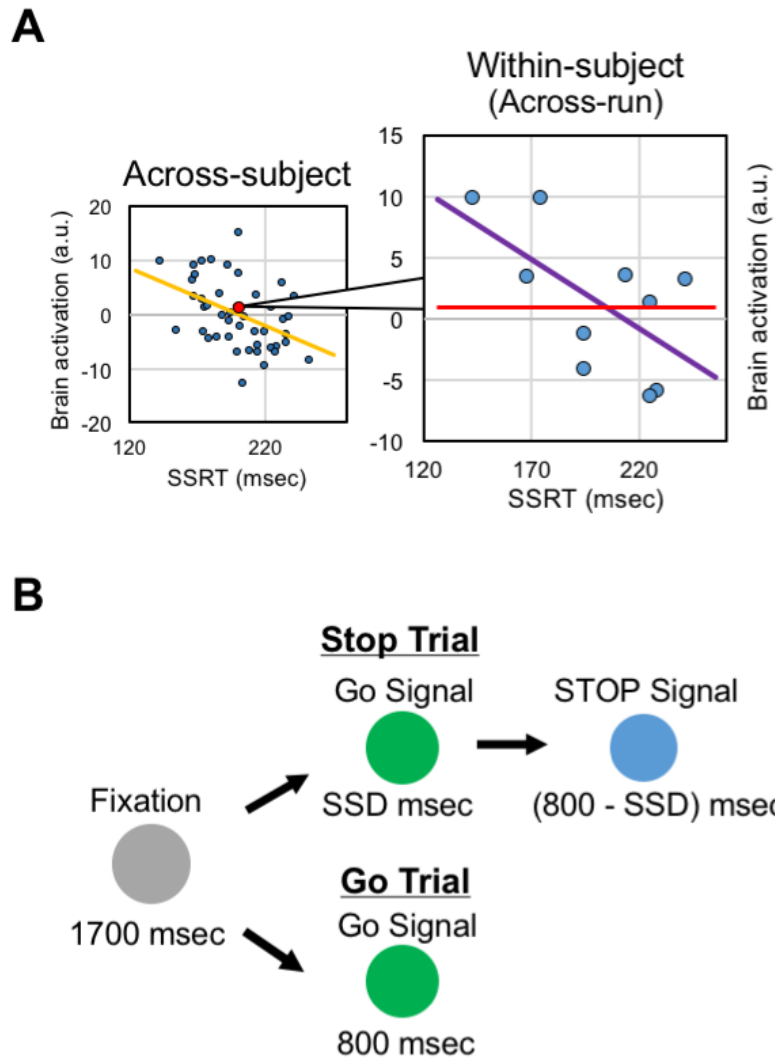 A
Across-subject
Brain activation (a.u.)
20
10
0
-10
-20
120
220
SSRT (msec)
Within-subject
(Across-run)
15
10
5
0
-5
-10
120
170
220
SSRT (msec)
Brain activation (a.u.)
B
Stop Trial
Go Signal
STOP Signal
SSD msec
(800 - SSD) msec
Fixation
1700 msec
Go Trial
Go Signal
800 msec